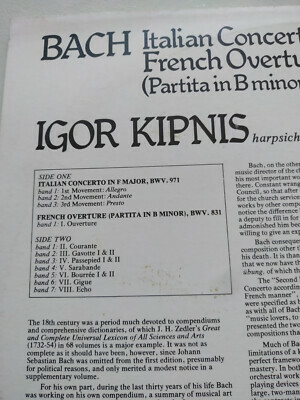 BACH Italian Concert
French Overtu
(Partita in B minor
IGOR KIPNIS harpsich
SIDE ONE
ITALIAN CONCERTO IN F MAJOR, BWV. 971
band 1: 1st Movement: Allegro
band 2: 2nd Movement: Andante
band 3: 3rd Movement: Presto
FRENCH OVERTURE (PARTITA IN B MINOR), BWV. 831
band 1: I. Ouverture
SIDE TWO
band 1: II. Courante
band 2: III. Gavotte I & II
band 3: IV. Passepied I & II
band 4: V. Sarabande
band 5: VI. Bourrée I & II
band 6: VII. Gigue
band 7: VIII. Echo
The 18th century was a period much devoted to compendiums
and comprehensive dictionaries, of which J. H. Zedler's Great
and Complete Universal Lexicon of All Sciences and Arts
(1732-54) in 68 volumes is a major example. It was not as
complete as it should have been, however, since Johann
Sebastian Bach was omitted from the first edition, presumably
for political reasons, and only merited a modest notice in a
supplementary volume.
For his own part, during the last thirty years of his life Bach
was working on his own compendium, a summary of musical
Bach, on the othe
music director of the ch
his most important wor
there. Constant wrang
Council, so that after
for the church service
works by other compo
notice the difference
a deputy to fill in for
admonished him beco
willing to give an exp
Bach consequen
composition other
his death. It is than
that we now have th
übung, of which th
The "Second
Concerto according
French manner",
were specified as b
as with all of Bach
"music lovers, to
presented the two
compositions that
Much of Bac
limitations of a k
perfect framewo
mastery. In both
orchestral work
playing devices
form. The two